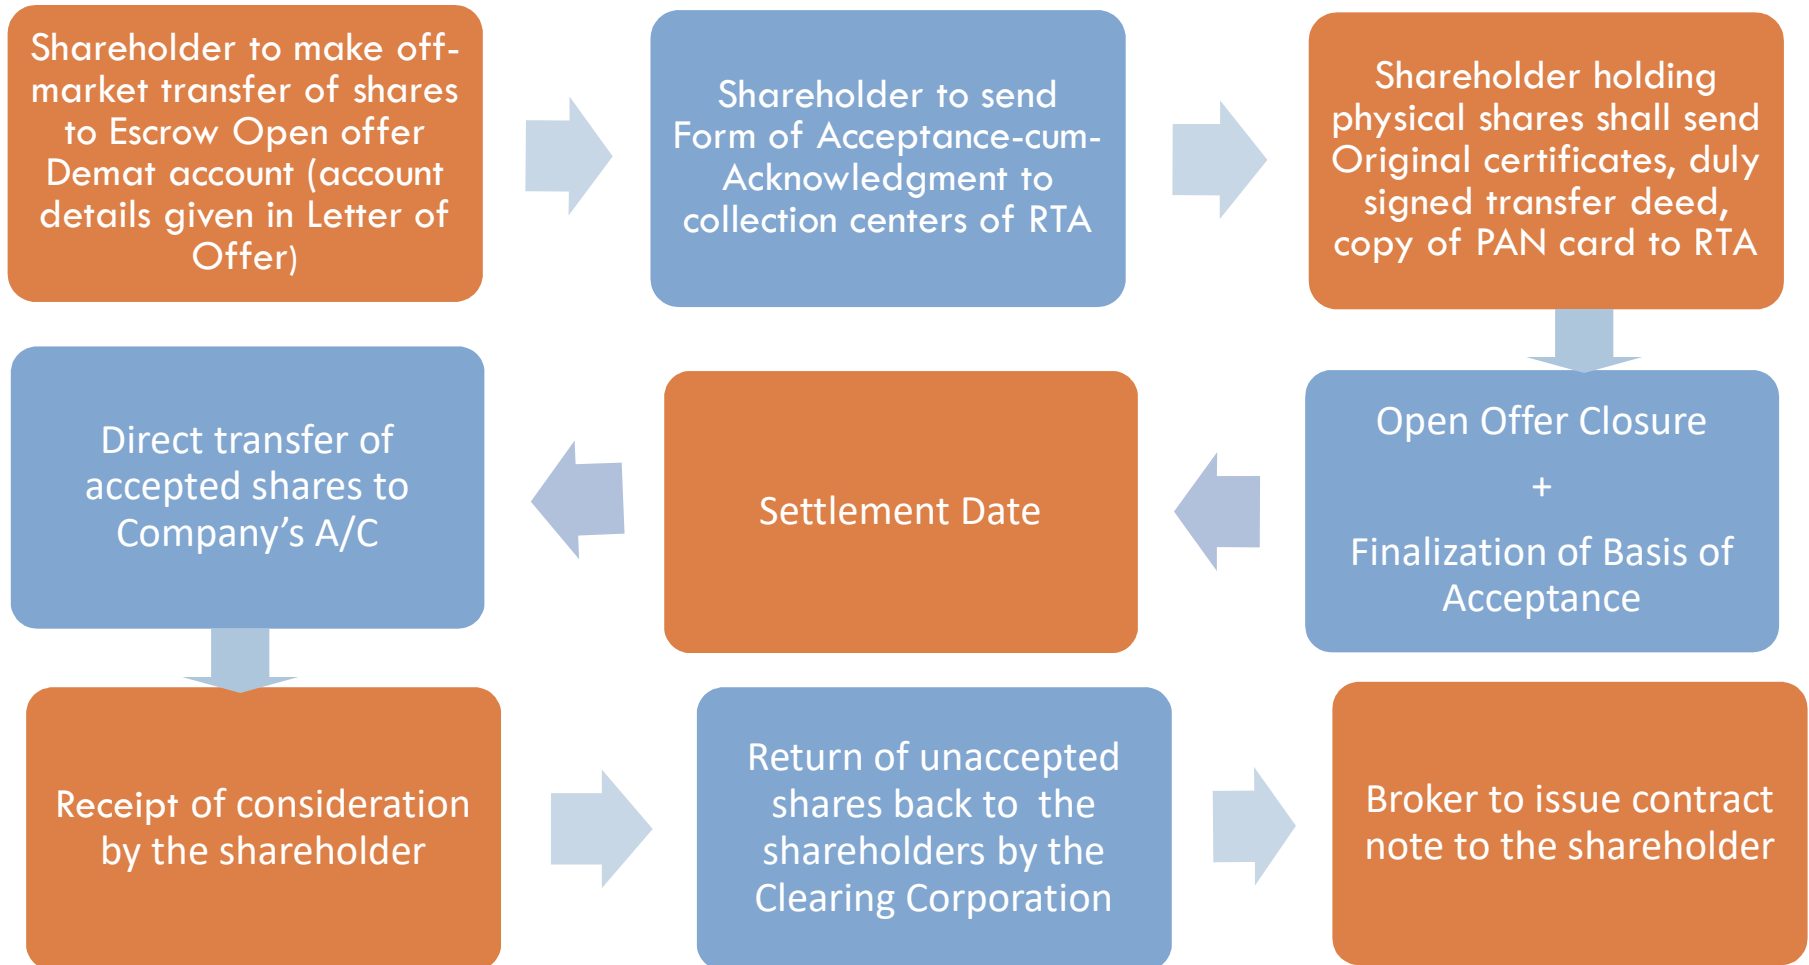 Shareholder to make off-
market transfer of shares
to Escrow Open offer
Demat account (account
details given in Letter of
Offer)
Shareholder to send
Form of Acceptance-cum-
Acknowledgment to
collection centers of RTA
Shareholder holding
physical shares shall send
Original certificates, duly
signed transfer deed,
copy of PAN card to RTA
Open Offer Closure
+
Finalization of Basis of
Acceptance
Settlement Date
Direct transfer of
accepted shares to
Company’s A/C
Receipt of consideration
by the shareholder
Return of unaccepted
shares back to the
shareholders by the
Clearing Corporation
Broker to issue contract
note to the shareholder